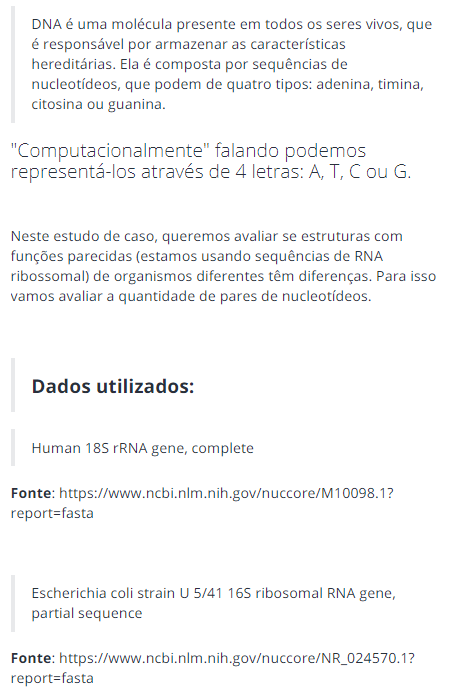 DNA é uma molécula presente em todos os seres vivos, que
é responsável por armazenar as características
hereditárias. Ela é composta por sequências de
nucleotídeos, que podem de quatro tipos: adenina, timina,
citosina ou guanina.
"Computacionalmente" falando podemos
representá-los através de 4 letras: A, T, C ou G.
Neste estudo de caso, queremos avaliar se estruturas com
funções parecidas (estamos usando sequências de RNA
ribossomal) de organismos diferentes têm diferenças. Para isso
vamos avaliar a quantidade de pares de nucleotídeos.
Dados utilizados:
Human 18S rRNA gene, complete
Fonte: https://www.ncbi.nlm.nih.gov/nuccore/M10098.1?
report=fasta
Escherichia coli strain U 5/41 16S ribosomal RNA gene,
partial sequence
Fonte: https://www.ncbi.nlm.nih.gov/nuccore/NR_024570.1?
report=fasta